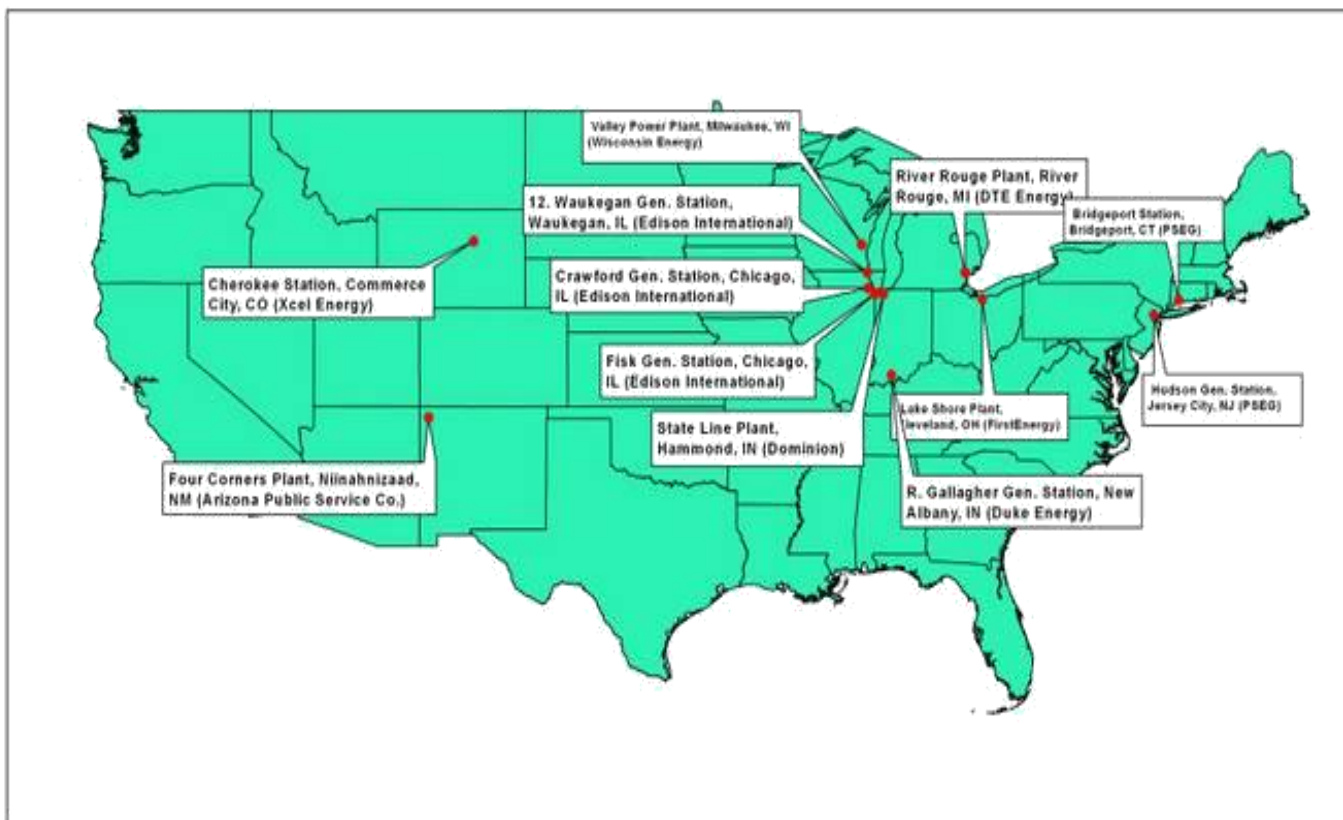 Valley Power Plant, Milwaukee, WI
(Wisconsin Energy)
River Rouge Plant, River
Rouge, MI (DTE Energy)
12. Waukegan Gen. Station,
Waukegan, IL (Edison International)
Bridgeport Station,
Bridgeport, CT (PSEG)
Cherokee Station, Commerce
City, CO (Xcel Energy)
Crawford Gen. Station, Chicago,
IL (Edison International)
Fisk Gen. Station, Chicago,
IL (Edison International)
Hudson Gen. Station,
Jersey City, NJ (PSEG)
Lake Shore Plant,
Cleveland, OH (FirstEnergy)
State Line Plant,
Hammond, IN (Dominion)
Four Corners Plant, Niinahnizaad,
NM (Arizona Public Service Co.)
R. Gallagher Gen. Station, New
Albany, IN (Duke Energy)